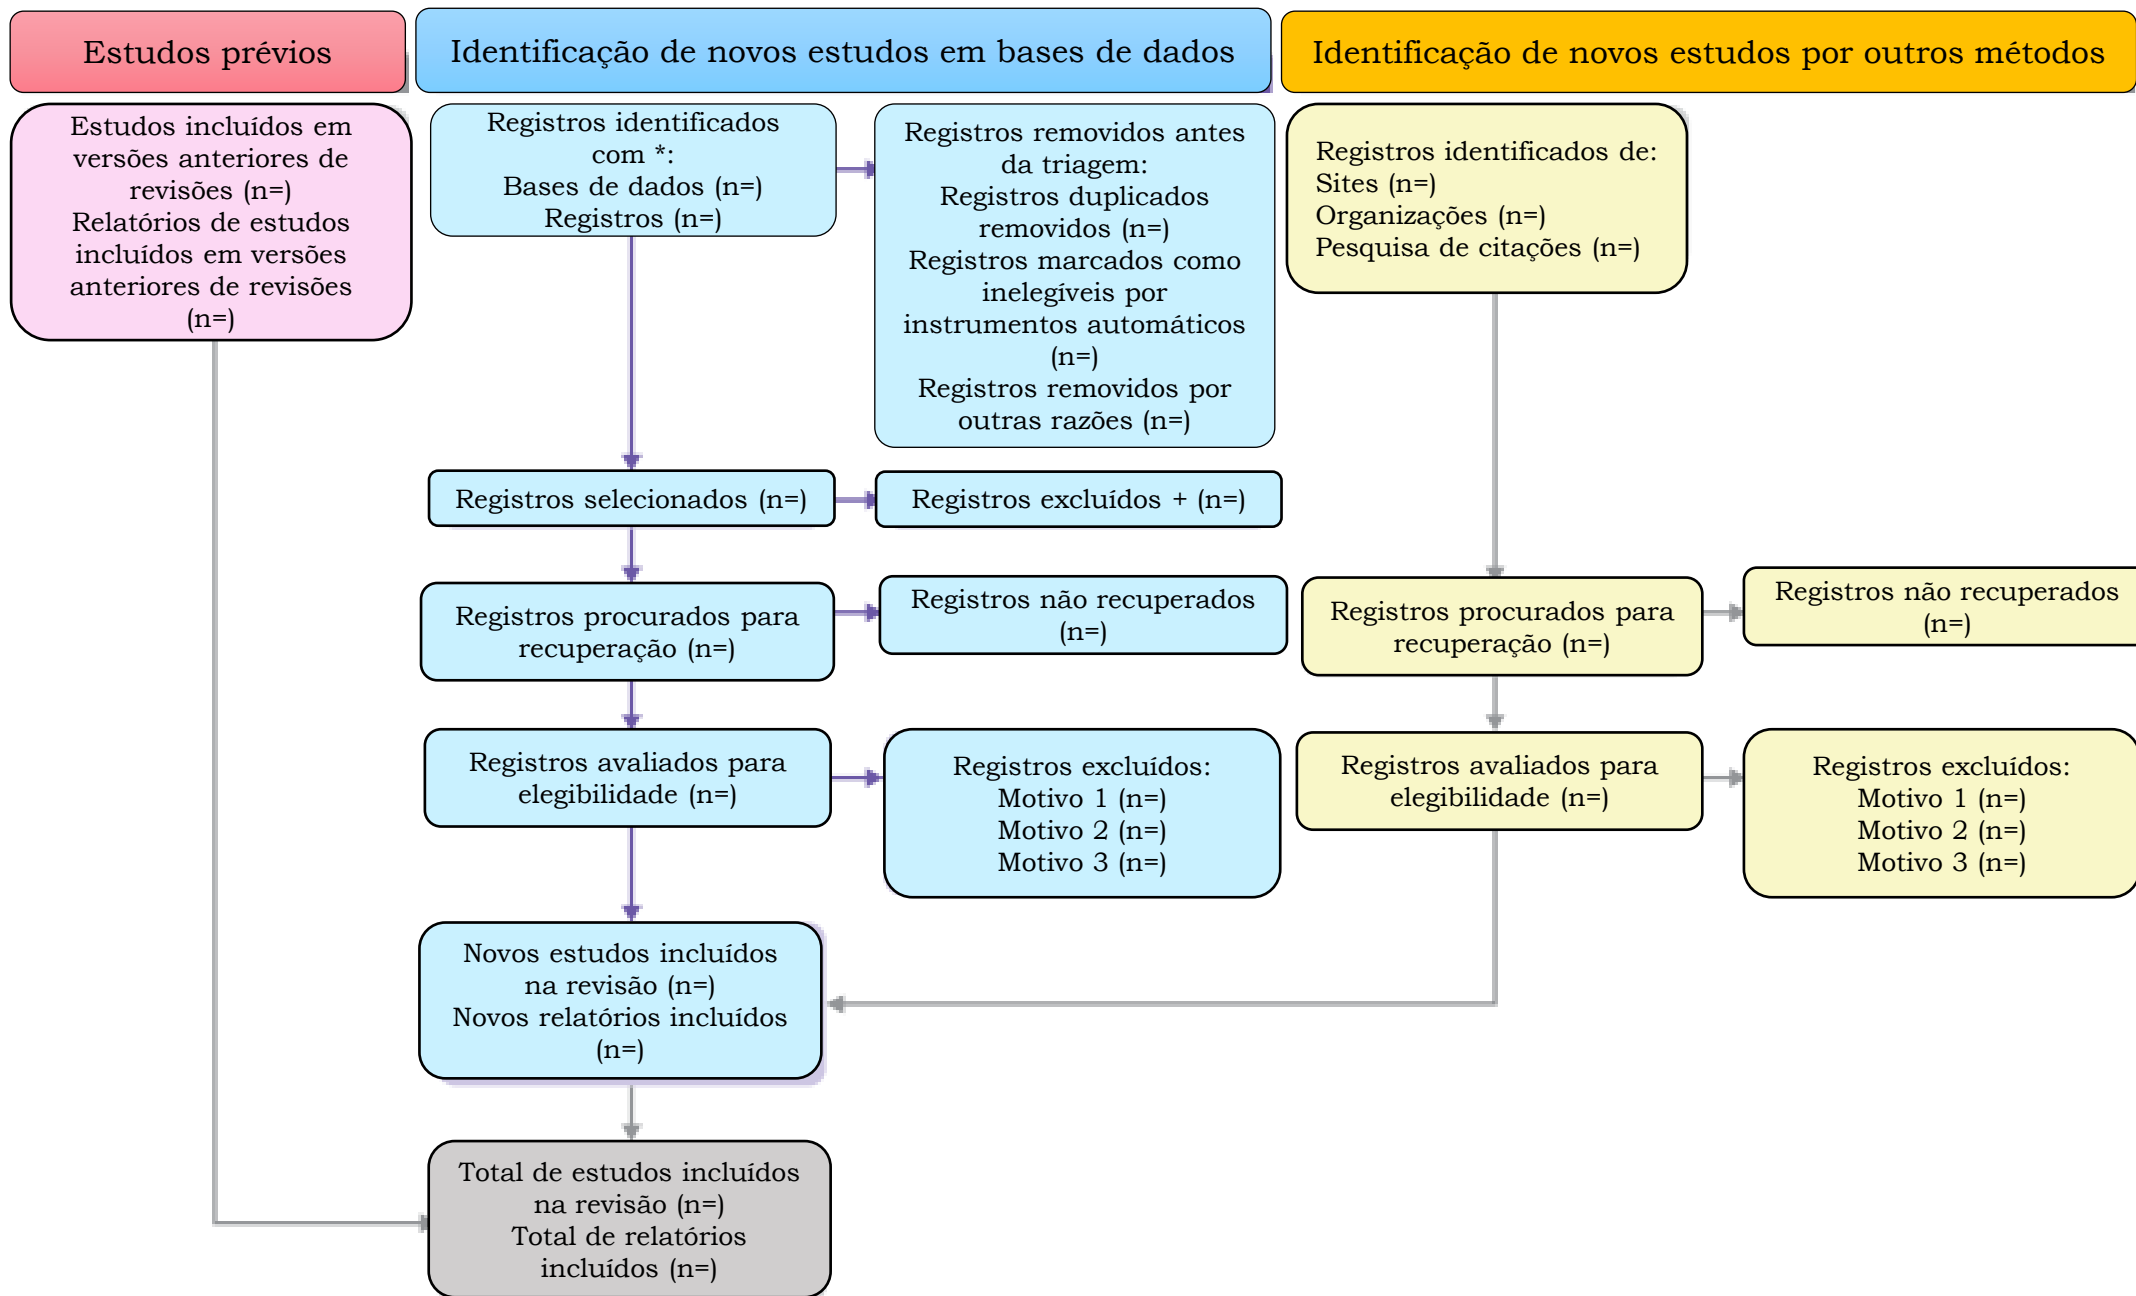 Estudos prévios
Identificação de novos estudos em bases de dados
Identificação de novos estudos por outros métodos
Estudos incluídos em
versões anteriores de
revisões (n=)
Relatórios de estudos
incluídos em versões
anteriores de revisões
(n=)
Registros identificados
com *:
Bases de dados (n=)
Registros (n=)
Registros removidos antes
da triagem:
Registros duplicados
removidos (n=)
Registros marcados como
inelegíveis por
instrumentos automáticos
(n=)
Registros removidos por
outras razões (n=)
Registros identificados de:
Sites (n=)
Organizações (n=)
Pesquisa de citações (n=)
Registros selecionados (n=)
Registros excluídos + (n=)
Registros procurados para
recuperação (n=)
Registros não recuperados
(n=)
Registros procurados para
recuperação (n=)
Registros não recuperados
(n=)
Registros avaliados para
elegibilidade (n=)
Registros excluídos:
Motivo 1 (n=)
Motivo 2 (n=)
Motivo 3 (n=)
Registros avaliados para
elegibilidade (n=)
Registros excluídos:
Motivo 1 (n=)
Motivo 2 (n=)
Motivo 3 (n=)
Novos estudos incluídos
na revisão (n=)
Novos relatórios incluídos
(n=)
Total de estudos incluídos
na revisão (n=)
Total de relatórios
incluídos (n=)